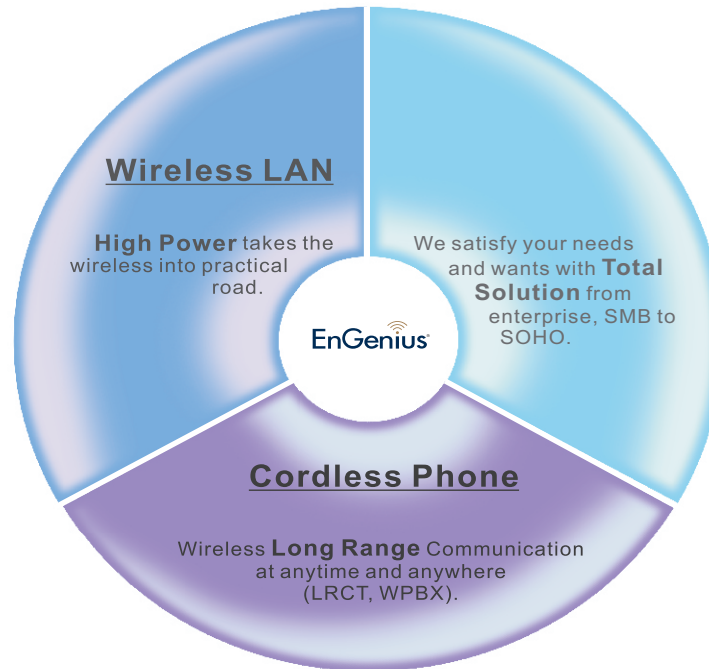 Wireless LAN
High Power takes the
wireless into practical
road.
We satisfy your needs
and wants with Total
Solution from
enterprise, SMB to
SOHO.
EnGenius®
Cordless Phone
Wireless Long Range Communication
at anytime and anywhere
(LRCT, WPBX).